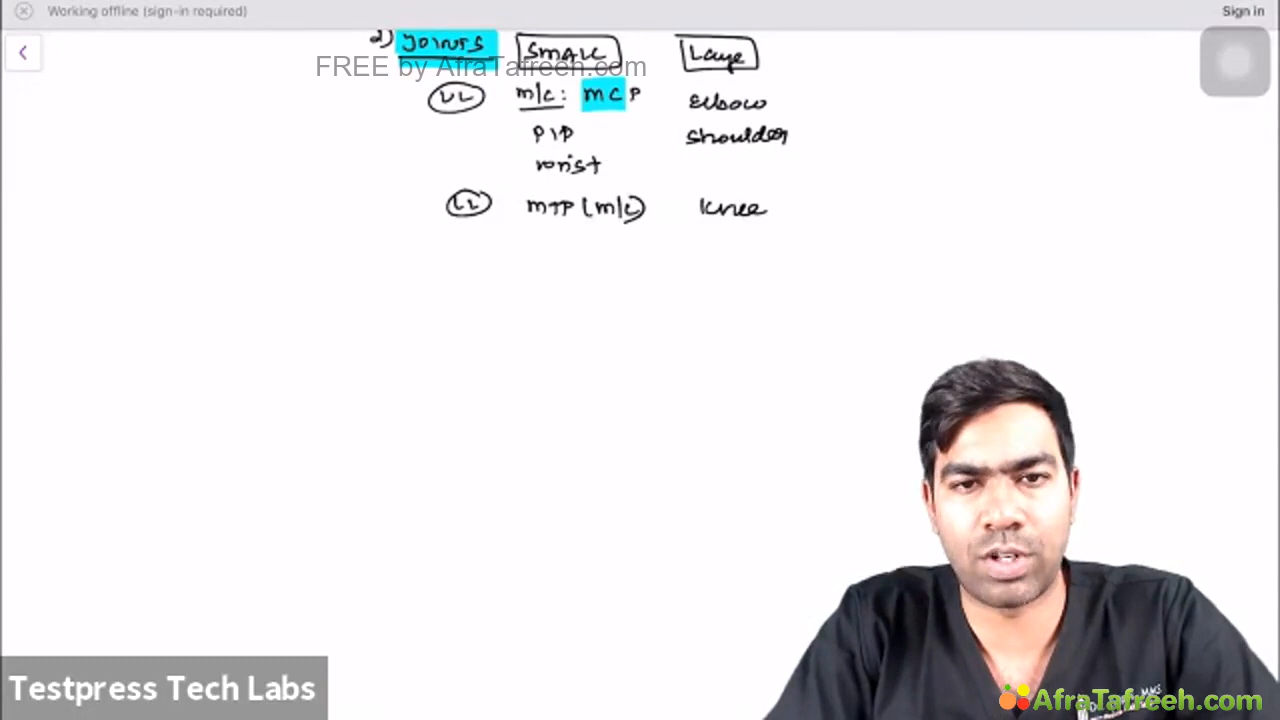 Working offline (sign-in required)
Sign in
2) JOINTS SMALL Large
FREE by AfraTafreeh.com
UL m/c: MCP Elbow
PIP Shoulder
wrist
LL MTP (m/c) Knee
Testpress Tech Labs
AfraTafreeh.com